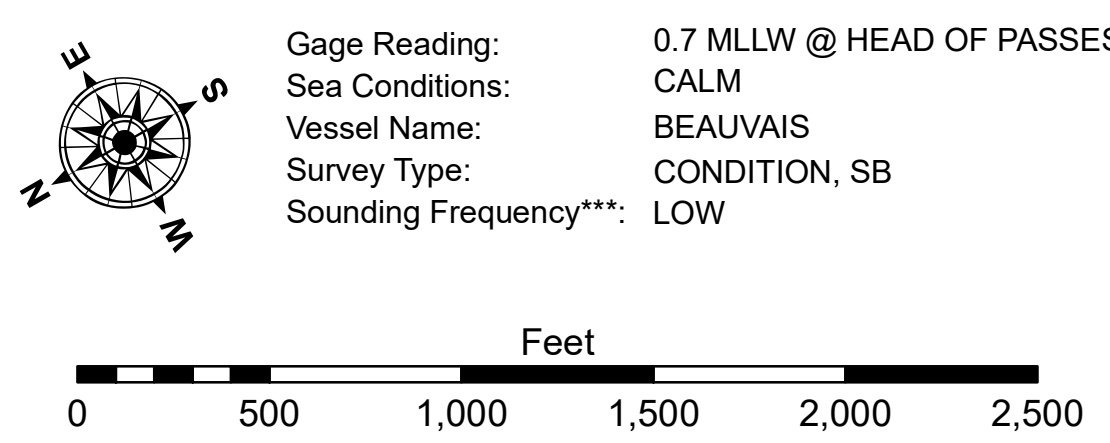 E
S
N
W
Gage Reading: 0.7 MLLW @ HEAD OF PASSES
Sea Conditions: CALM
Vessel Name: BEAUVAIS
Survey Type: CONDITION, SB
Sounding Frequency***: LOW
Feet
0 500 1,000 1,500 2,000 2,500